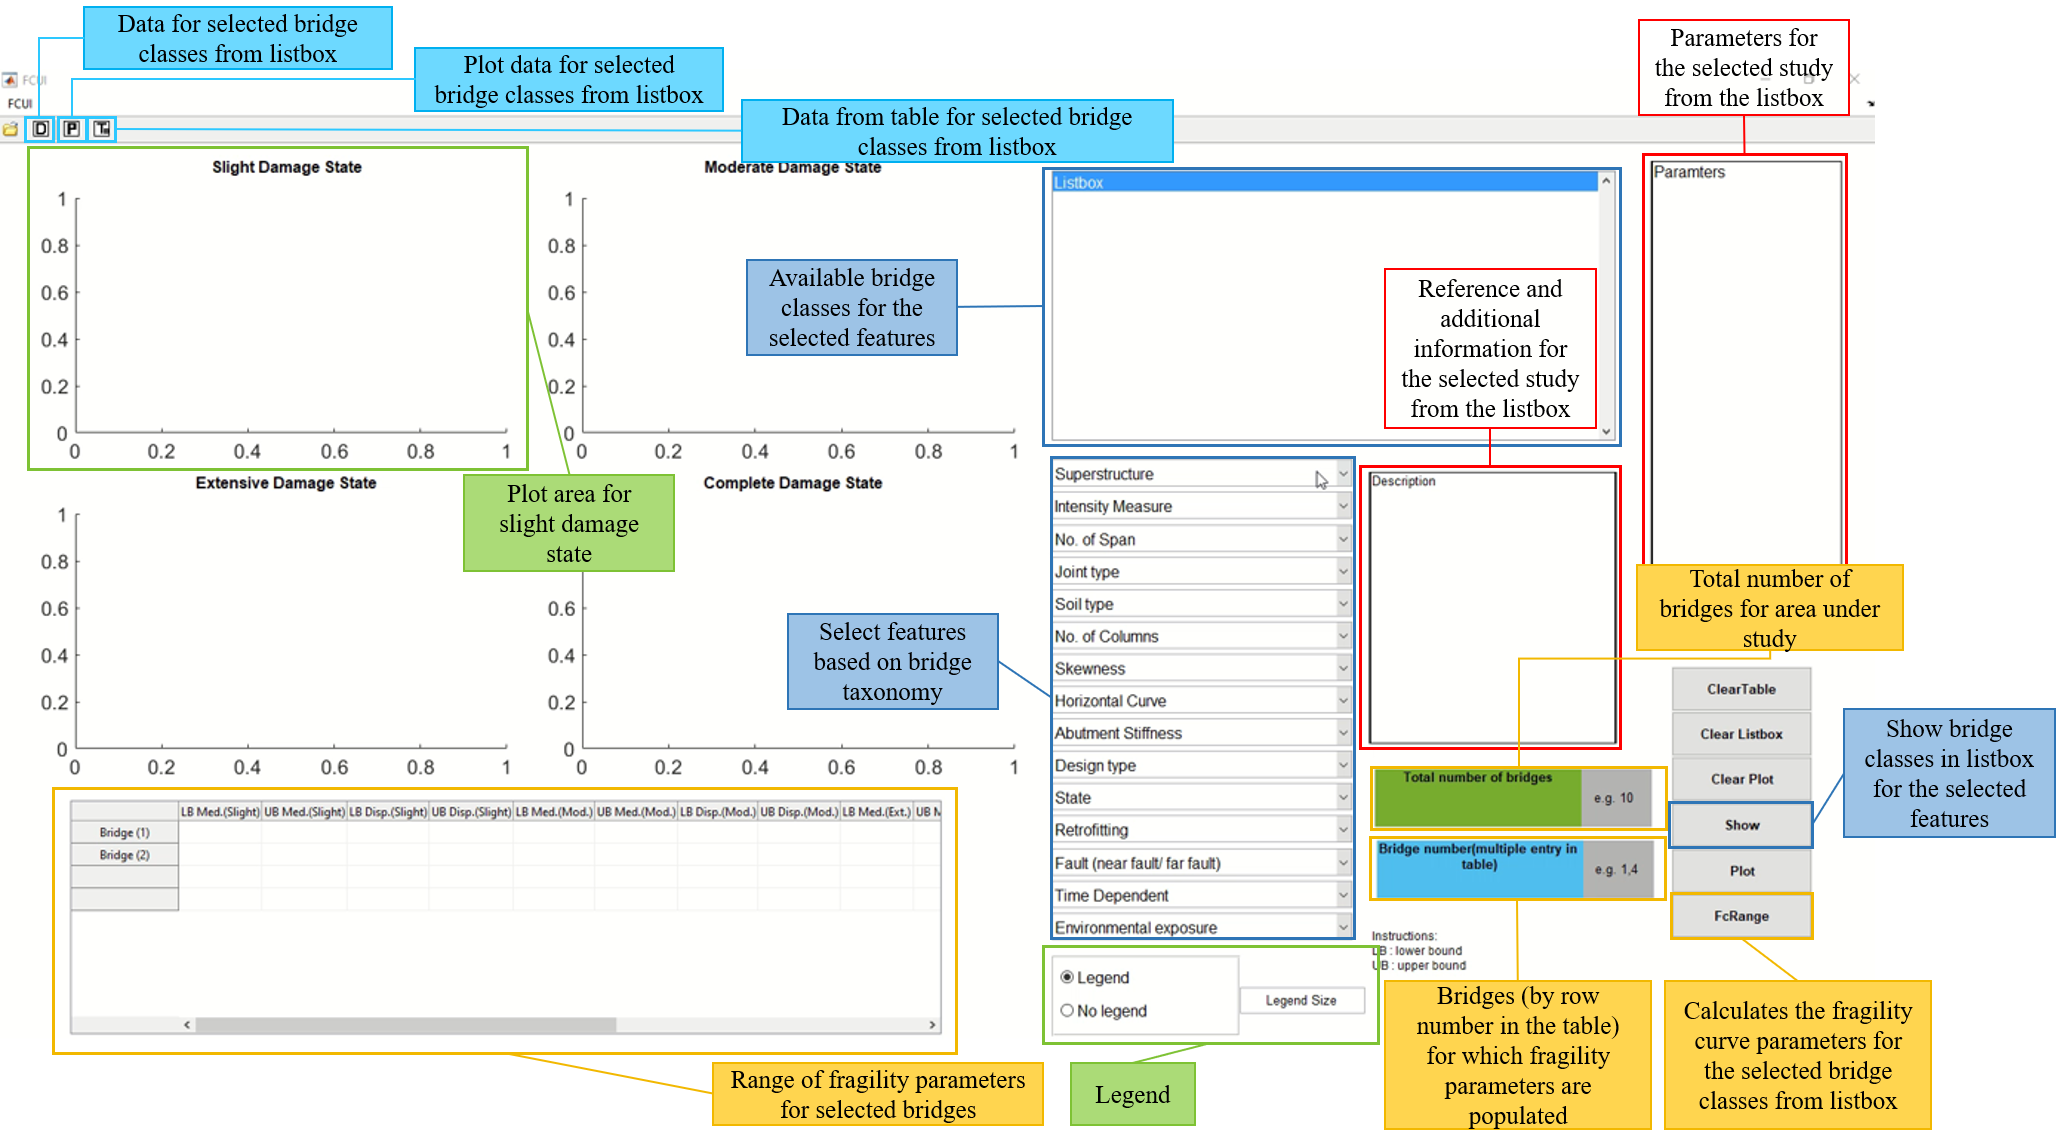 Data for selected bridge
classes from listbox
Plot data for selected
bridge classes from listbox
Data from table for selected bridge
classes from listbox
Parameters for
the selected study
from the listbox
FCUI
FCUI
D
P
Slight Damage State
1
0.8
0.6
0.4
0.2
0
0 0.2 0.4 0.6 0.8 1
Moderate Damage State
1
0.8
0.6
0.4
0.2
0
0 0.2 0.4 0.6 0.8 1
Listbox
Paramters
Available bridge
classes for the
selected features
Reference and
additional
information for
the selected study
from the listbox
Extensive Damage State
1
0.8
0.6
0.4
0.2
0
0 0.2 0.4 0.6 0.8 1
Plot area for
slight damage
state
Complete Damage State
0.6
0.4
0.2
0
0 0.2 0.4 0.6 0.8 1
Select features
based on bridge
taxonomy
Superstructure
Intensity Measure
No. of Span
Joint type
Soil type
No. of Columns
Skewness
Horizontal Curve
Abutment Stiffness
Design type
State
Retrofitting
Fault (near fault/ far fault)
Time Dependent
Environmental exposure
Description
Total number of
bridges for area under
study
ClearTable
Clear Listbox
Clear Plot
Show
Plot
FcRange
Show bridge
classes in listbox
for the selected
features
Total number of bridges
e.g. 10
Bridge number(multiple entry in
table)
e.g. 1,4
Instructions:
LB : lower bound
UB : upper bound
LB Med.(Slight) UB Med.(Slight) LB Disp.(Slight) UB Disp.(Slight) LB Med.(Mod.) UB Med.(Mod.) LB Disp.(Mod.) UB Disp.(Mod.) LB Med.(Ext.) UB M
Bridge (1)
Bridge (2)
Legend
No legend
Legend Size
Range of fragility parameters
for selected bridges
Legend
Bridges (by row
number in the table)
for which fragility
parameters are
populated
Calculates the fragility
curve parameters for
the selected bridge
classes from listbox